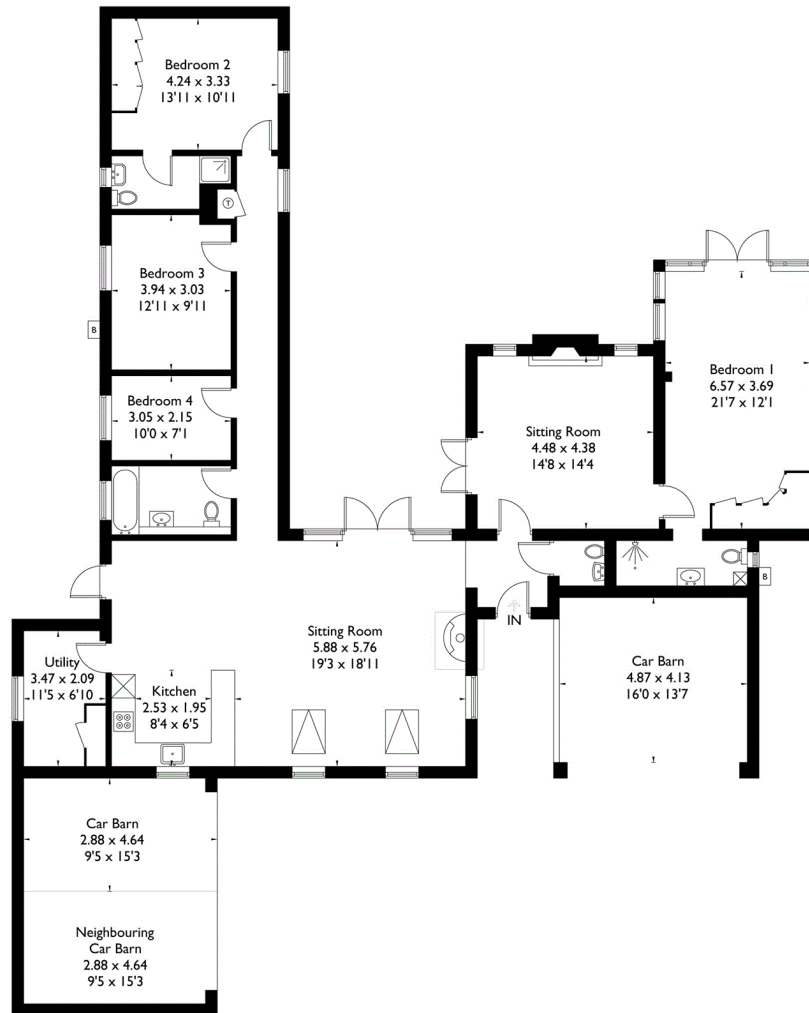 Bedroom 2
4.24 x 3.33
13'11 x 10'11
T
Bedroom 3
3.94 x 3.03
12'11 x 9'11
B
Bedroom 4
3.05 x 2.15
10'0 x 7'1
Bedroom 1
6.57 x 3.69
21'7 x 12'1
Sitting Room
4.48 x 4.38
14'8 x 14'4
B
IN
Sitting Room
5.88 x 5.76
19'3 x 18'11
Utility
3.47 x 2.09
11'5 x 6'10
Kitchen
2.53 x 1.95
8'4 x 6'5
Car Barn
4.87 x 4.13
16'0 x 13'7
Car Barn
2.88 x 4.64
9'5 x 15'3
Neighbouring
Car Barn
2.88 x 4.64
9'5 x 15'3